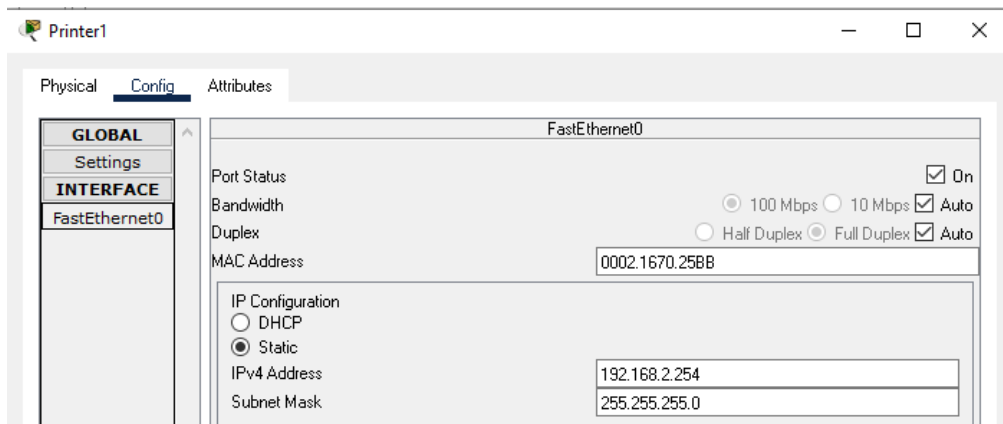 Printer1
Physical Config Attributes
GLOBAL
Settings
INTERFACE
FastEthernet0
FastEthernet0
Port Status On
Bandwidth 100 Mbps 10 Mbps Auto
Duplex Half Duplex Full Duplex Auto
MAC Address 0002.1670.25BB
IP Configuration
DHCP
Static
IPv4 Address 192.168.2.254
Subnet Mask 255.255.255.0